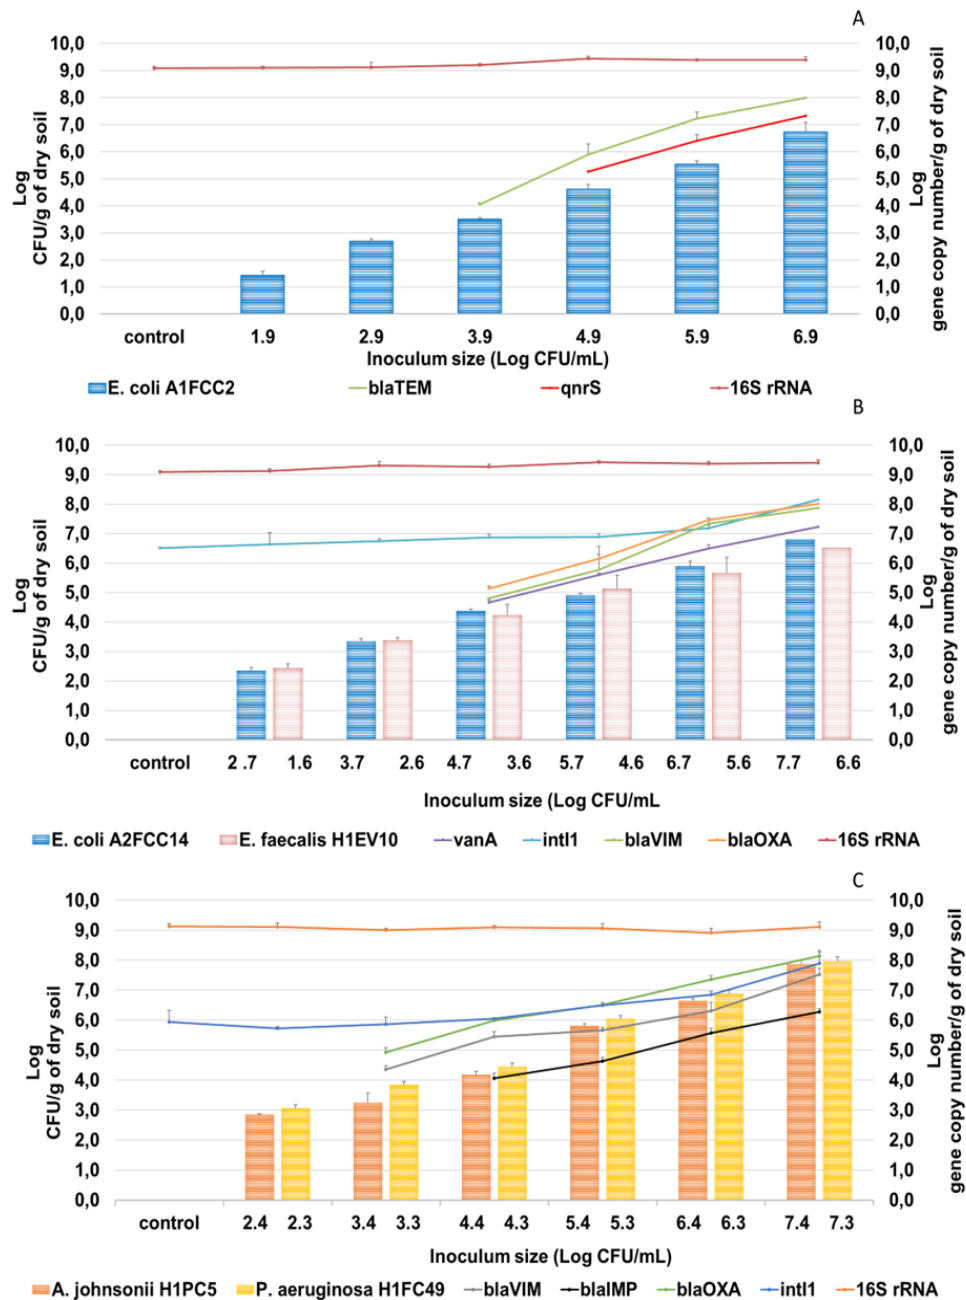 A
10,0 10,0
9,0 9,0
8,0 8,0
7,0 7,0
6,0 6,0
5,0 5,0
4,0 4,0
3,0 3,0
2,0 2,0
1,0 1,0
0,0 0,0
Log
CFU/g of dry soil
Log
gene copy number/g of dry soil
control 1.9 2.9 3.9 4.9 5.9 6.9
Inoculum size (Log CFU/mL)
E. coli A1FCC2 blaTEM qnrS 16S rRNA
B
10,0 10,0
9,0 9,0
8,0 8,0
7,0 7,0
6,0 6,0
5,0 5,0
4,0 4,0
3,0 3,0
2,0 2,0
1,0 1,0
0,0 0,0
Log
CFU/g of dry soil
Log
gene copy number/g of dry soil
control 2 .7 1.6 3.7 2.6 4.7 3.6 5.7 4.6 6.7 5.6 7.7 6.6
Inoculum size (Log CFU/mL
E. coli A2FCC14 E. faecalis H1EV10 vanA intI1 blaVIM blaOXA 16S rRNA
C
10,0 10,0
9,0 9,0
8,0 8,0
7,0 7,0
6,0 6,0
5,0 5,0
4,0 4,0
3,0 3,0
2,0 2,0
1,0 1,0
0,0 0,0
Log
CFU/g of dry soil
Log
gene copy number/g of dry soil
control 2.4 2.3 3.4 3.3 4.4 4.3 5.4 5.3 6.4 6.3 7.4 7.3
Inoculum size (Log CFU/mL)
A. johnsonii H1PC5 P. aeruginosa H1FC49 blaVIM blaIMP blaOXA intI1 16S rRNA